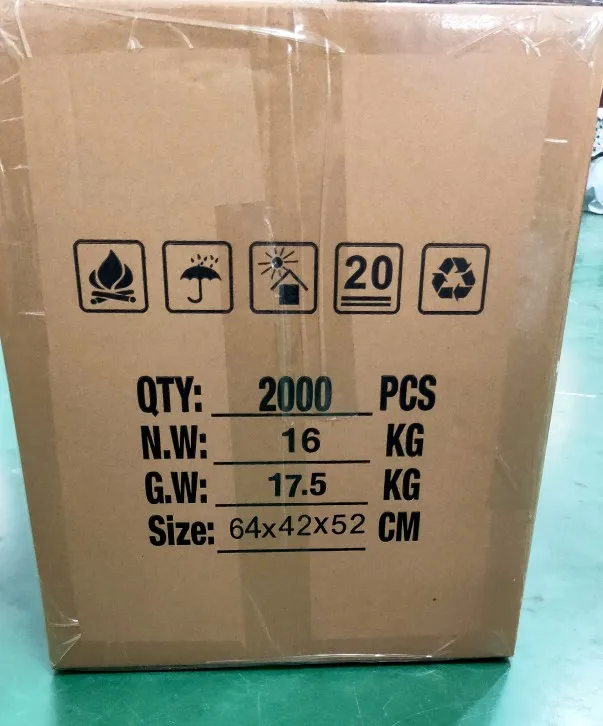 20
QTY: 2000 PCS
N.W: 16 KG
G.W: 17.5 KG
Size: 64x42x52 CM